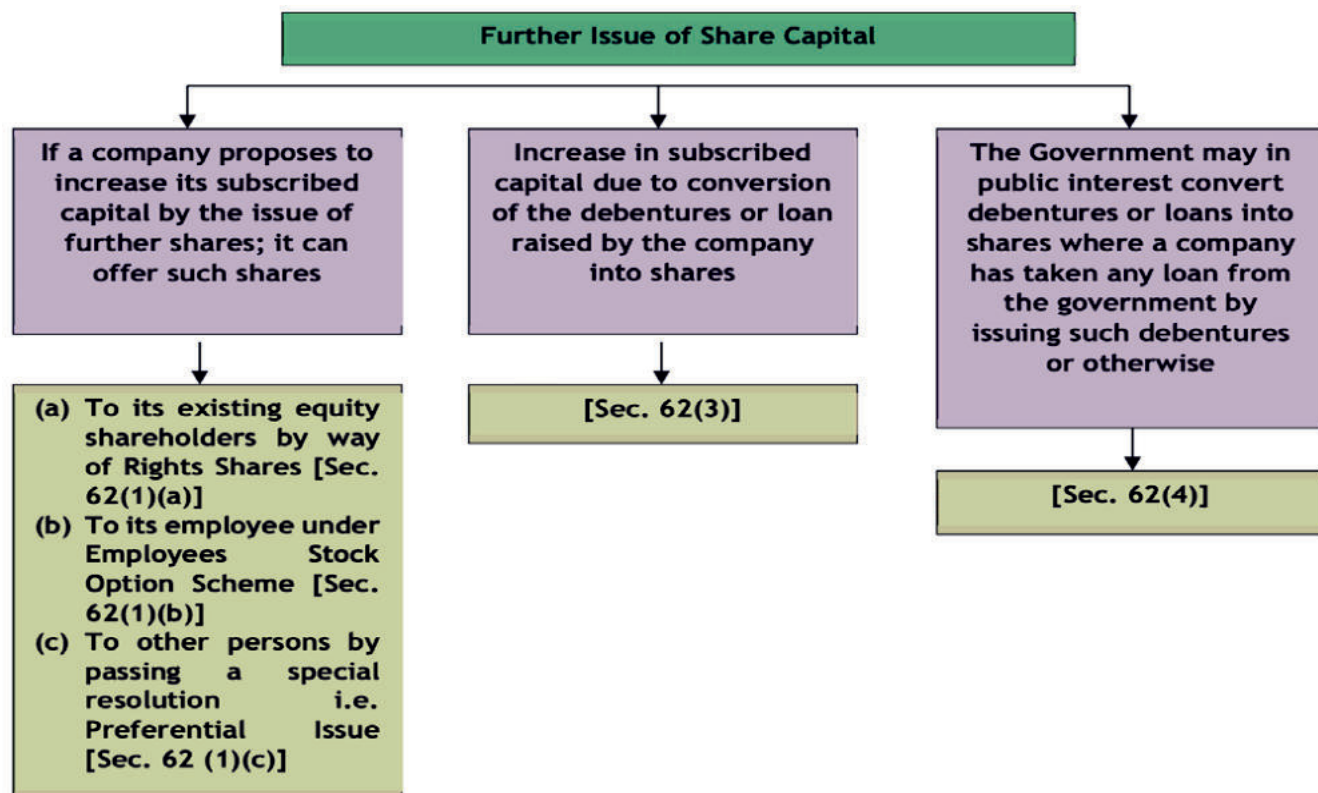 Further Issue of Share Capital
If a company proposes to
increase its subscribed
capital by the issue of
further shares; it can
offer such shares
Increase in subscribed
capital due to conversion
of the debentures or loan
raised by the company
into shares
The Government may in
public interest convert
debentures or loans into
shares where a company
has taken any loan from
the government by
issuing such debentures
or otherwise
(a) To its existing equity
shareholders by way
of Rights Shares [Sec.
62(1)(a)]
(b) To its employee under
Employees Stock
Option Scheme [Sec.
62(1)(b)]
(c) To other persons by
passing a special
resolution i.e.
Preferential Issue
[Sec. 62 (1)(c)]
[Sec. 62(3)]
[Sec. 62(4)]